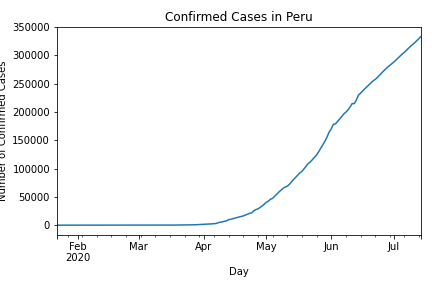 Confirmed Cases in Peru
Number of Confirmed Cases
350000
300000
250000
200000
150000
100000
50000
0
Feb Mar Apr May Jun Jul
2020
Day